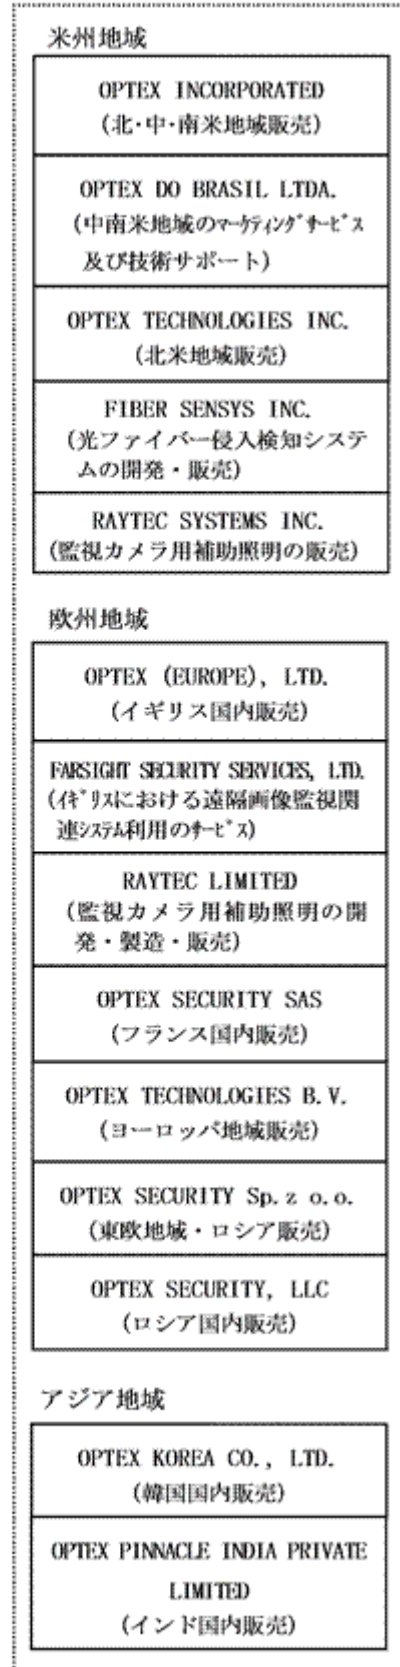 米州地域
OPTEX INCORPORATED
(北・中・南米地域販売)
OPTEX DO BRASIL LTDA.
(中南米地域のﾏｰｹﾃｨﾝｸﾞｻｰﾋﾞｽ
及び技術サポート)
OPTEX TECHNOLOGIES INC.
(北米地域販売)
FIBER SENSYS INC.
(光ファイバー侵入検知システ
ムの開発・販売)
RAYTEC SYSTEMS INC.
(監視カメラ用補助照明の販売)
欧州地域
OPTEX (EUROPE), LTD.
(イギリス国内販売)
FARSIGHT SECURITY SERVICES, LTD.
(ｲｷﾞﾘｽにおける遠隔画像監視関
連ｼｽﾃﾑ利用のｻｰﾋﾞｽ)
RAYTEC LIMITED
(監視カメラ用補助照明の開
発・製造・販売)
OPTEX SECURITY SAS
(フランス国内販売)
OPTEX TECHNOLOGIES B.V.
(ヨーロッパ地域販売)
OPTEX SECURITY Sp.z o.o.
(東欧地域・ロシア販売)
OPTEX SECURITY, LLC
(ロシア国内販売)
アジア地域
OPTEX KOREA CO., LTD.
(韓国国内販売)
OPTEX PINNACLE INDIA PRIVATE
LIMITED
(インド国内販売)